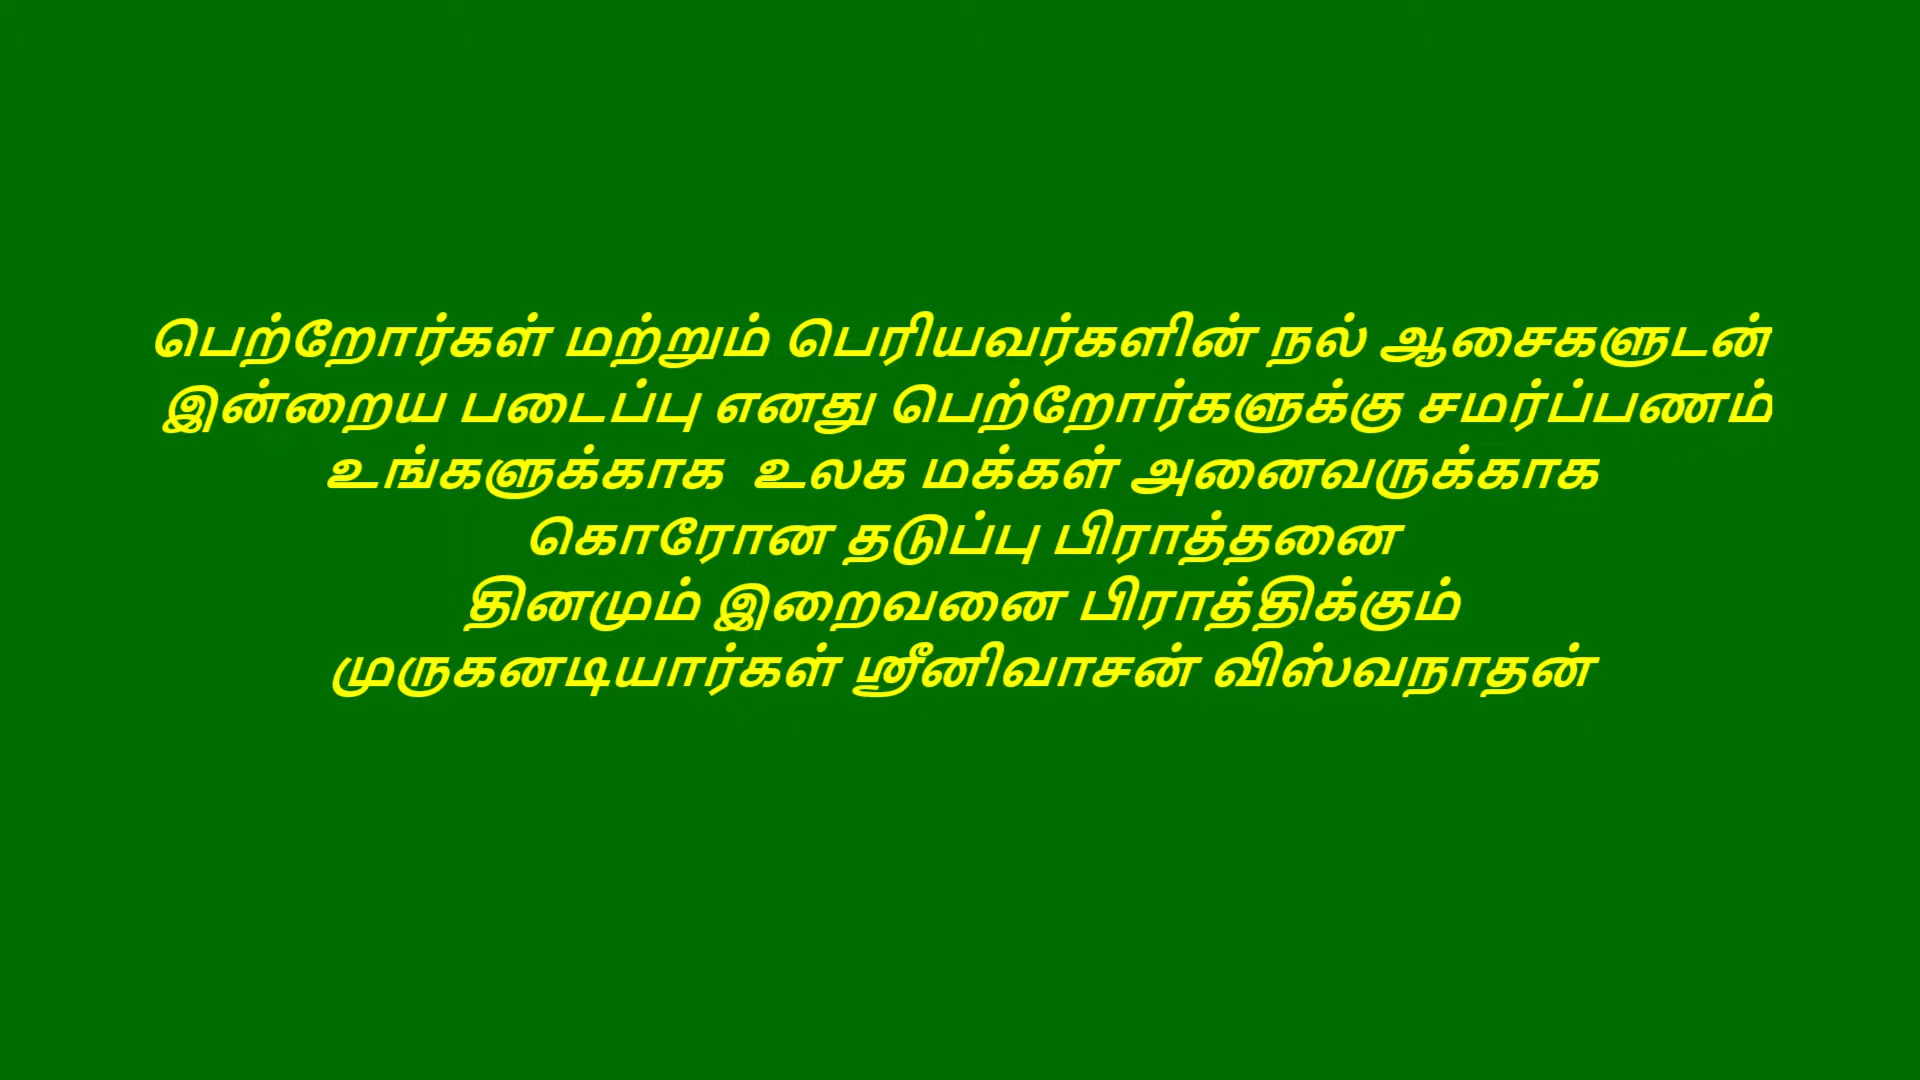 பெற்றோர்கள் மற்றும் பெரியவர்களின் நல் ஆசைகளுடன்
இன்றைய படைப்பு எனது பெற்றோர்களுக்கு சமர்ப்பணம்
உங்களுக்காக உலக மக்கள் அனைவருக்காக
கொரோன தடுப்பு பிராத்தனை
தினமும் இறைவனை பிராத்திக்கும்
முருகனடியார்கள் ஸ்ரீனிவாசன் விஸ்வநாதன்